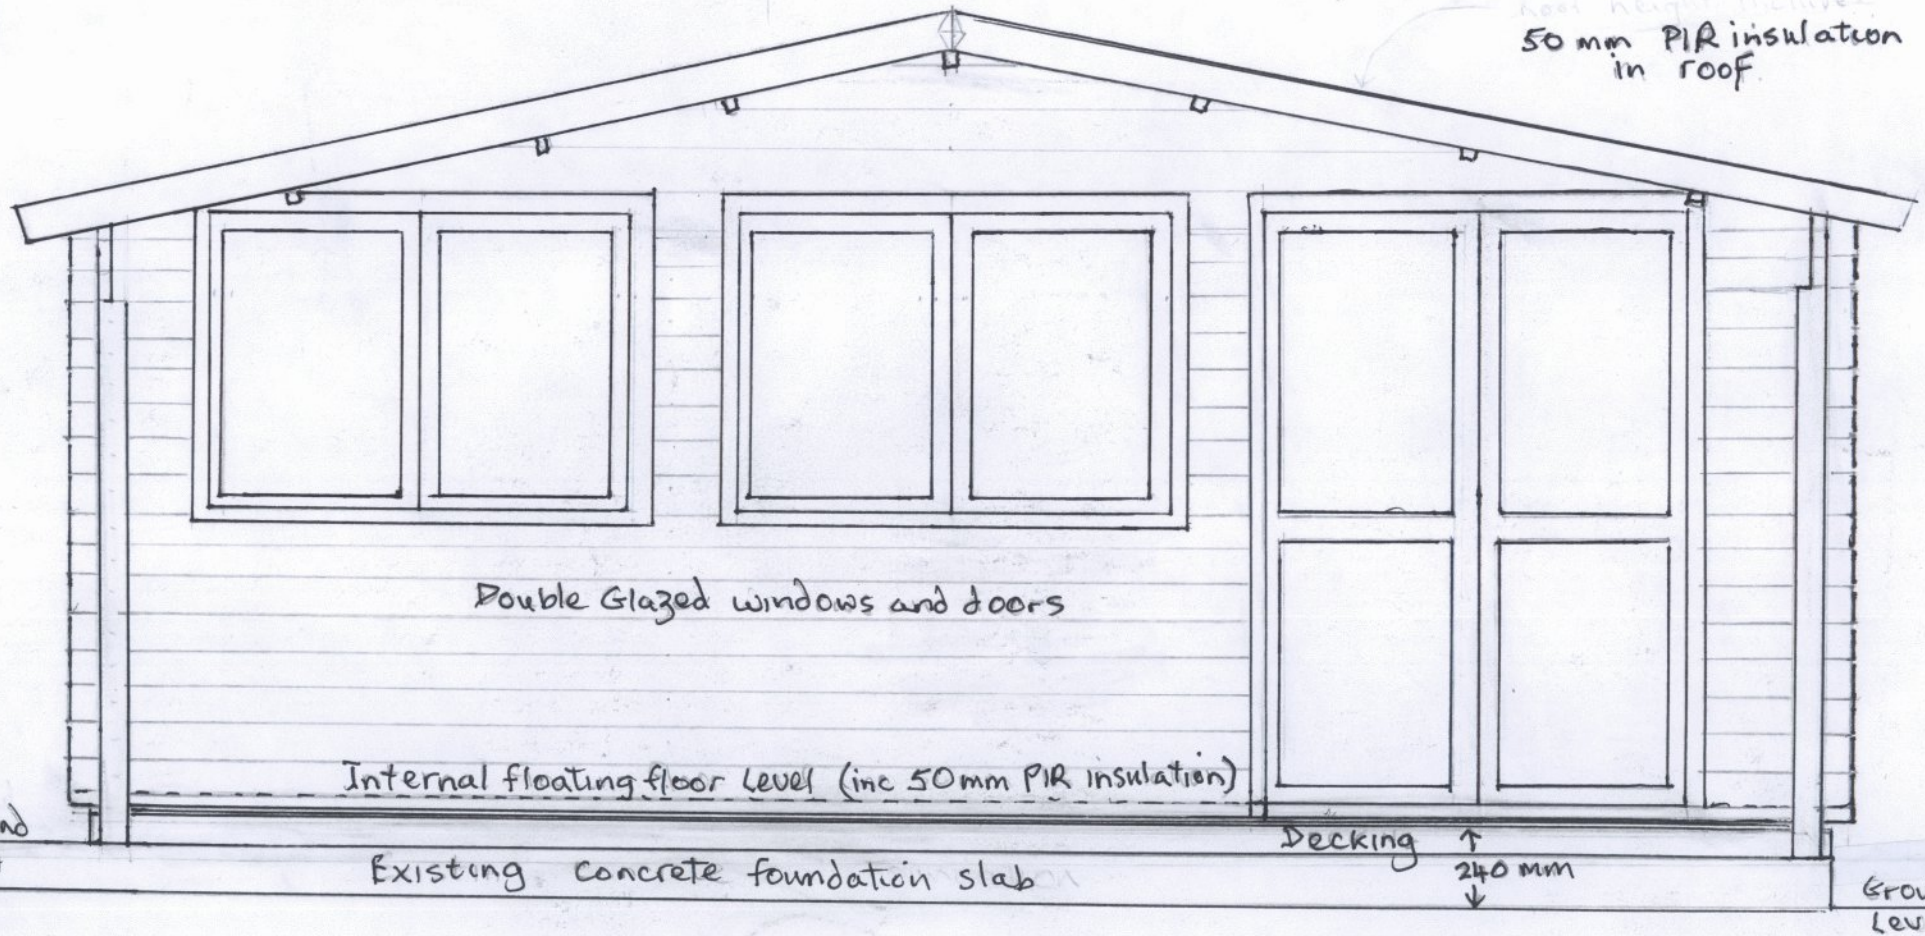 50 mm PIR insulation
in roof
Double Glazed windows and doors
Internal floating floor Level (inc 50mm PIR insulation)
Decking
Existing concrete foundation slab
240 mm